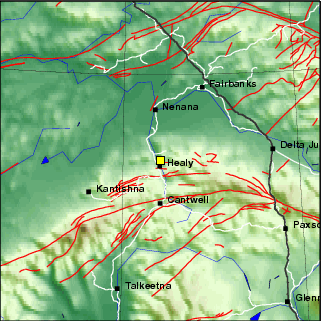 Fairbanks
Nenana
Delta Ju
Healy
Kantishna
Cantwell
Paxso
Talkeetna
Glenn